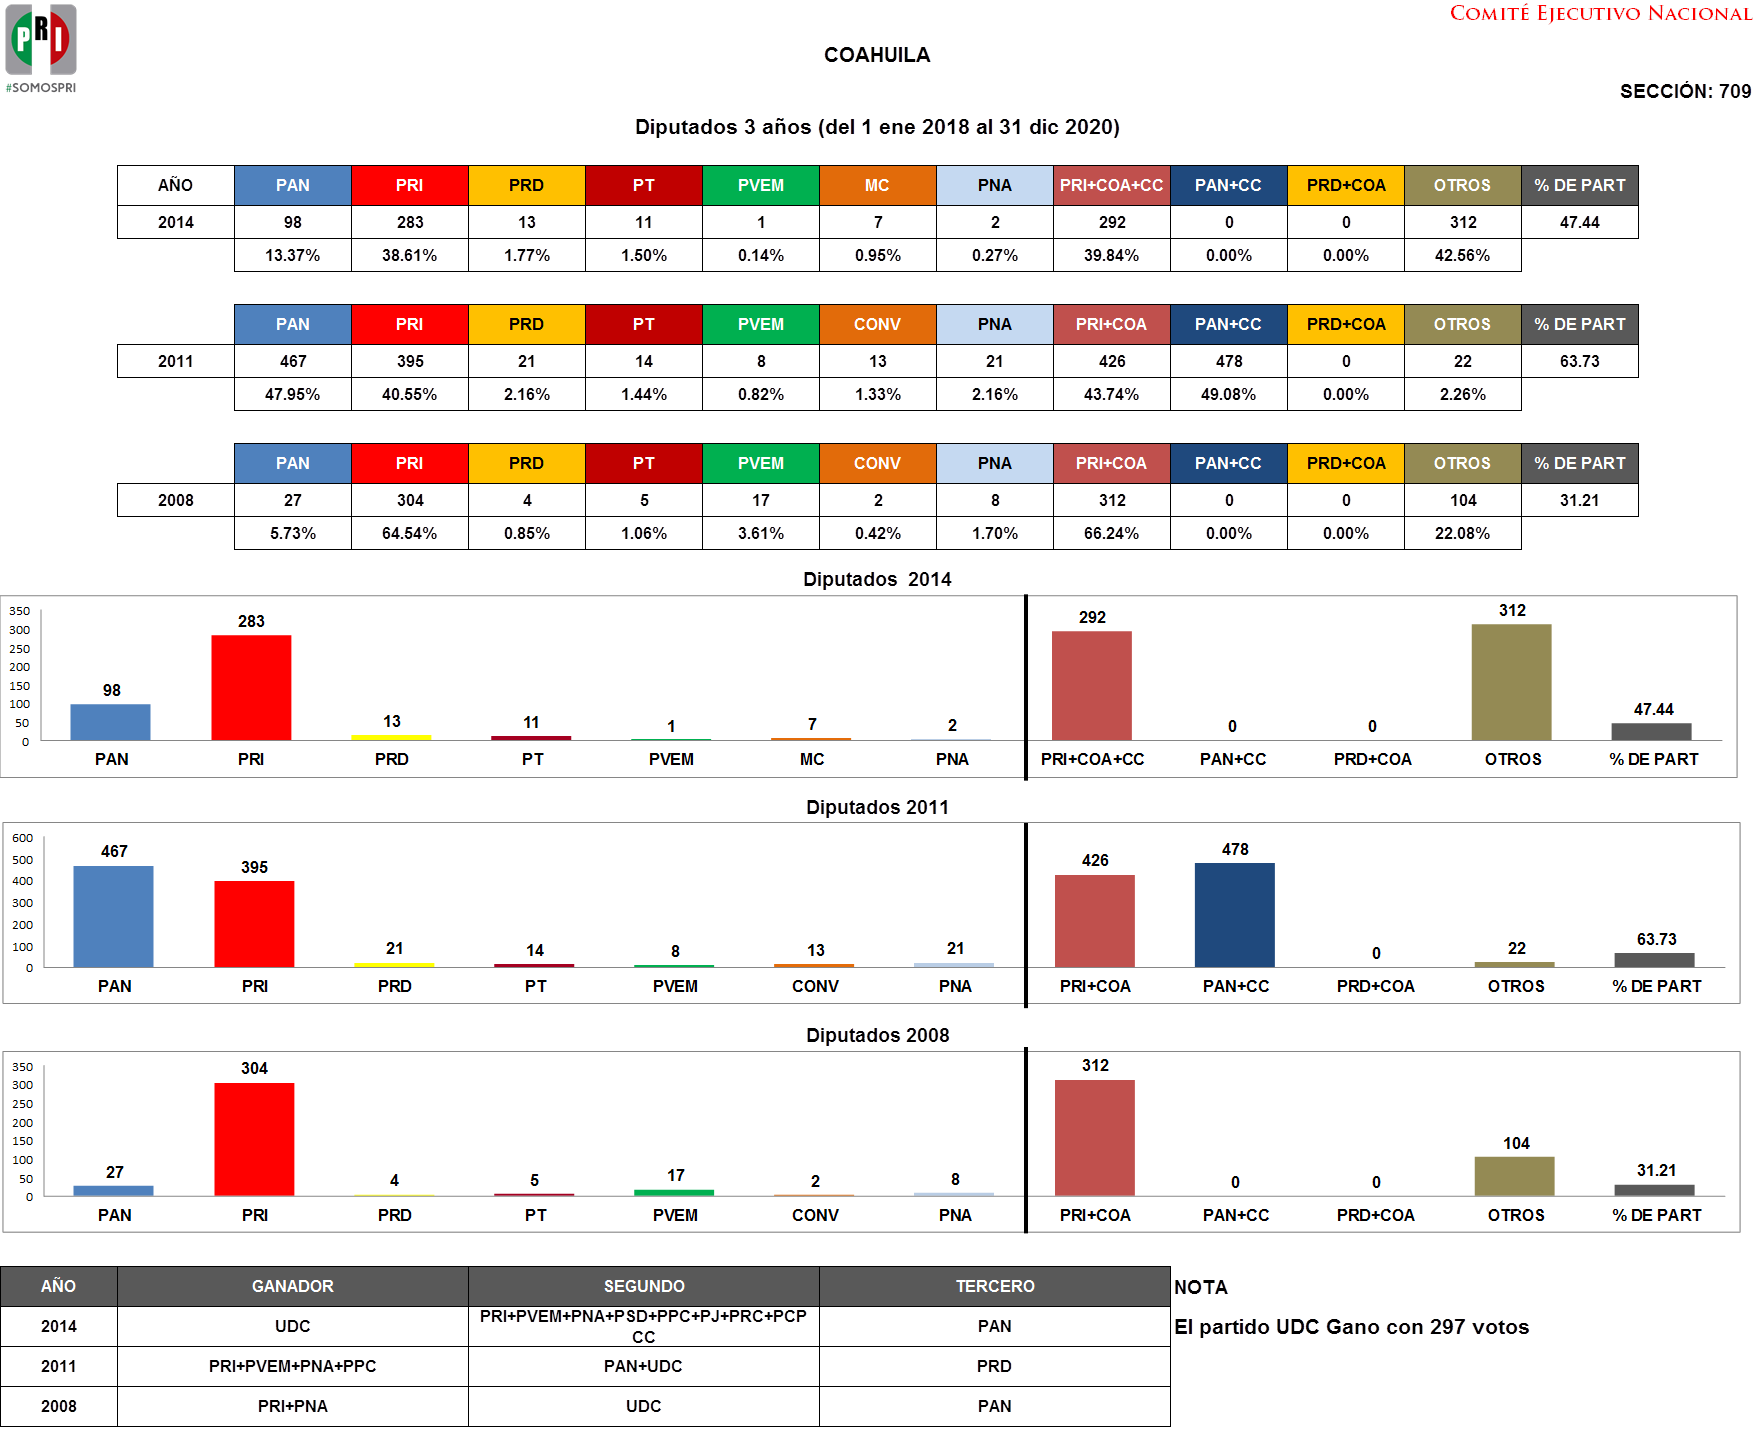 PRI
#SOMOSPRI
COMITÉ EJECUTIVO NACIONAL
COAHUILA
SECCIÓN: 709
Diputados 3 años (del 1 ene 2018 al 31 dic 2020)
AÑO PAN PRI PRD PT PVEM MC PNA PRI+COA+CC PAN+CC PRD+COA OTROS % DE PART
2014 98 283 13 11 1 7 2 292 0 0 312 47.44
13.37% 38.61% 1.77% 1.50% 0.14% 0.95% 0.27% 39.84% 0.00% 0.00% 42.56%
PAN PRI PRD PT PVEM CONV PNA PRI+COA PAN+CC PRD+COA OTROS % DE PART
2011 467 395 21 14 8 13 21 426 478 0 22 63.73
47.95% 40.55% 2.16% 1.44% 0.82% 1.33% 2.16% 43.74% 49.08% 0.00% 2.26%
PAN PRI PRD PT PVEM CONV PNA PRI+COA PAN+CC PRD+COA OTROS % DE PART
2008 27 304 4 5 17 2 8 312 0 0 104 31.21
5.73% 64.54% 0.85% 1.06% 3.61% 0.42% 1.70% 66.24% 0.00% 0.00% 22.08%
Diputados 2014
350
300
250
200
150
100
50
0
98 283 13 11 1 7 2 292 0 0 312 47.44
PAN PRI PRD PT PVEM MC PNA PRI+COA+CC PAN+CC PRD+COA OTROS % DE PART
Diputados 2011
600
500
400
300
200
100
0
467 395 21 14 8 13 21 426 478 0 22 63.73
PAN PRI PRD PT PVEM CONV PNA PRI+COA PAN+CC PRD+COA OTROS % DE PART
Diputados 2008
350
300
250
200
150
100
50
0
27 304 4 5 17 2 8 312 0 0 104 31.21
PAN PRI PRD PT PVEM CONV PNA PRI+COA PAN+CC PRD+COA OTROS % DE PART
AÑO GANADOR SEGUNDO TERCERO NOTA
2014 UDC PRI+PVEM+PNA+PSD+PPC+PJ+PRC+PCP
CC PAN El partido UDC Gano con 297 votos
2011 PRI+PVEM+PNA+PPC PAN+UDC PRD
2008 PRI+PNA UDC PAN